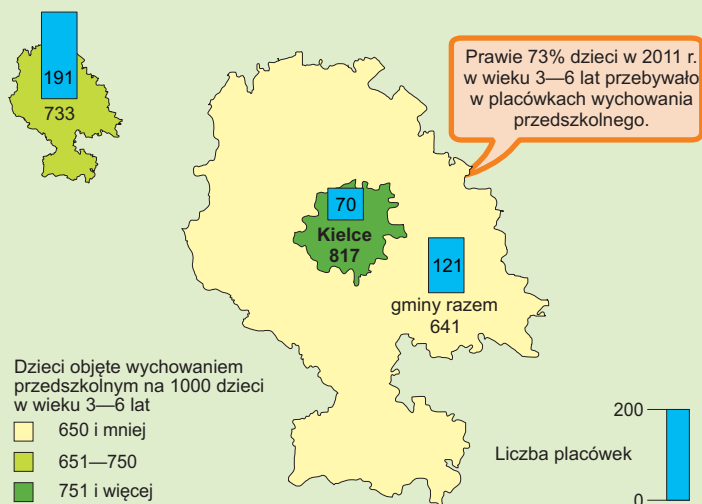 191
733
Prawie 73% dzieci w 2011 r.
w wieku 3—6 lat przebywało
w placówkach wychowania
przedszkolnego.
70
Kielce
817
121
gminy razem
641
Dzieci objęte wychowaniem
przedszkolnym na 1000 dzieci
w wieku 3—6 lat
650 i mniej
651—750
751 i więcej
200
Liczba placówek
0